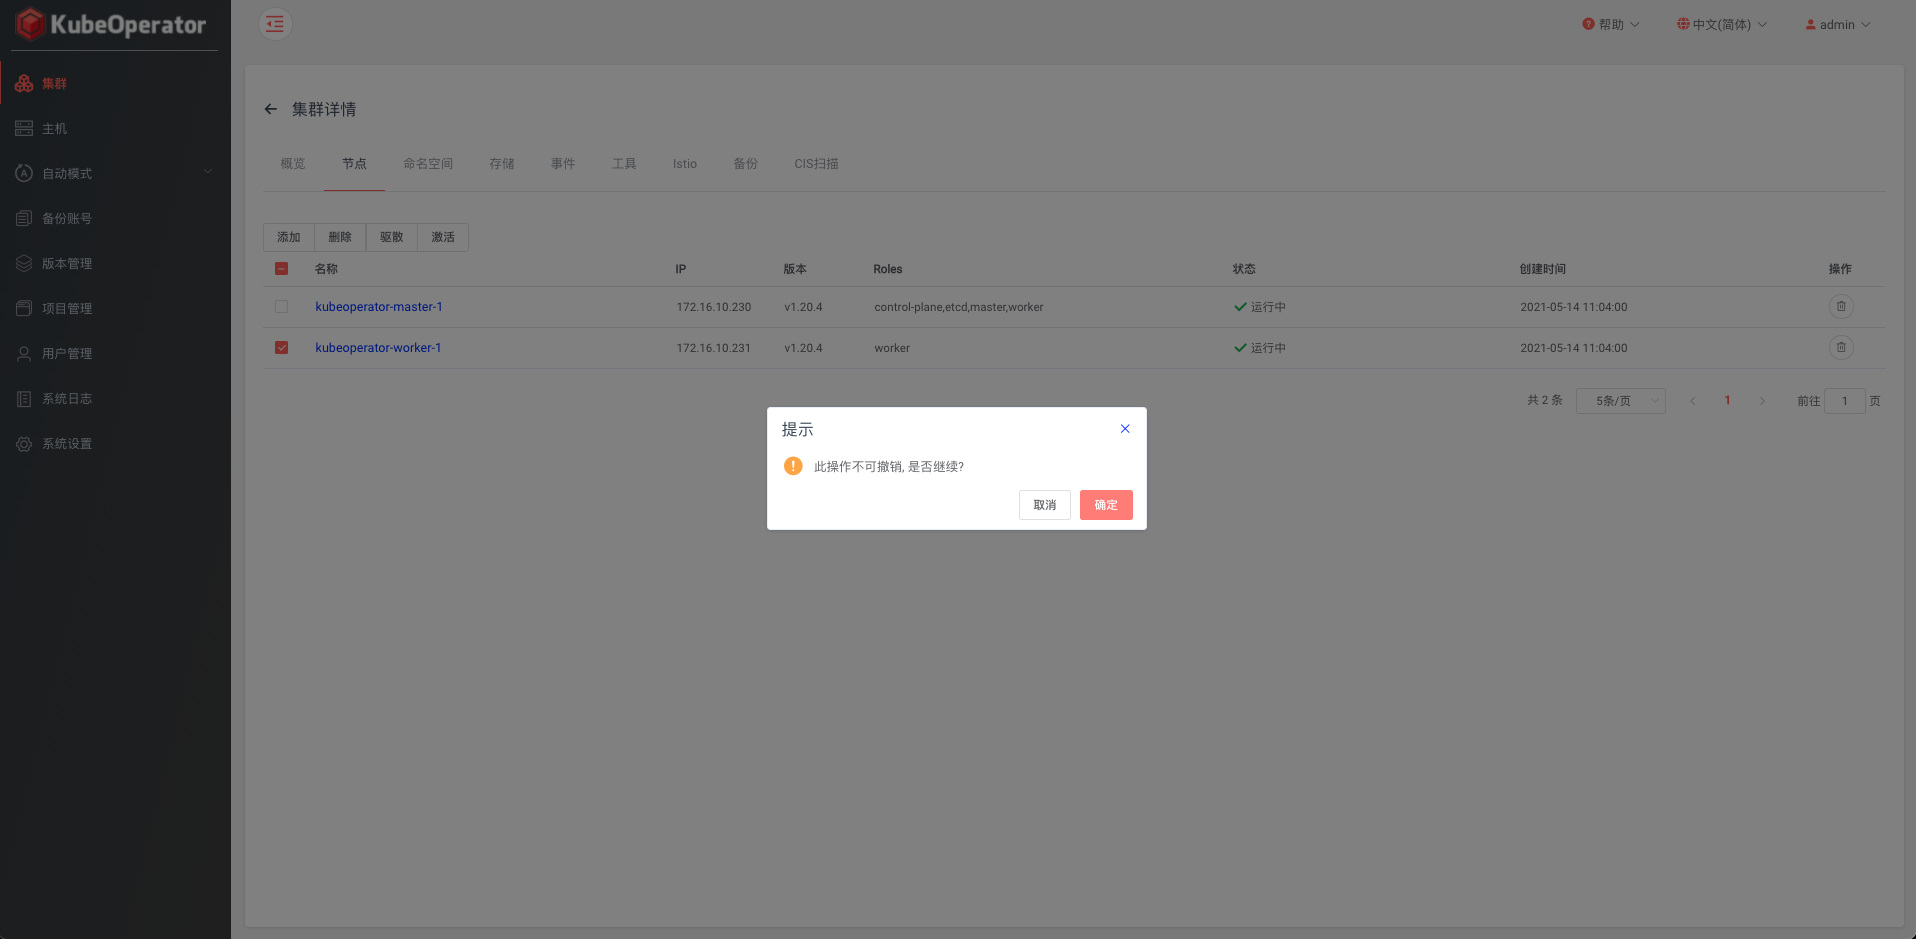 KubeOperator
帮助
中文(简体)
admin
集群
主机
自动模式
备份账号
版本管理
项目管理
用户管理
系统日志
系统设置
集群详情
概览 节点 命名空间 存储 事件 工具 Istio 备份 CIS扫描
添加 删除 驱散 激活
名称 IP 版本 Roles 状态 创建时间 操作
kubeoperator-master-1 172.16.10.230 v1.20.4 control-plane,etcd,master,worker 运行中 2021-05-14 11:04:00
kubeoperator-worker-1 172.16.10.231 v1.20.4 worker 运行中 2021-05-14 11:04:00
共 2 条 5条/页 1 前往 1 页
提示
此操作不可撤销, 是否继续?
取消 确定